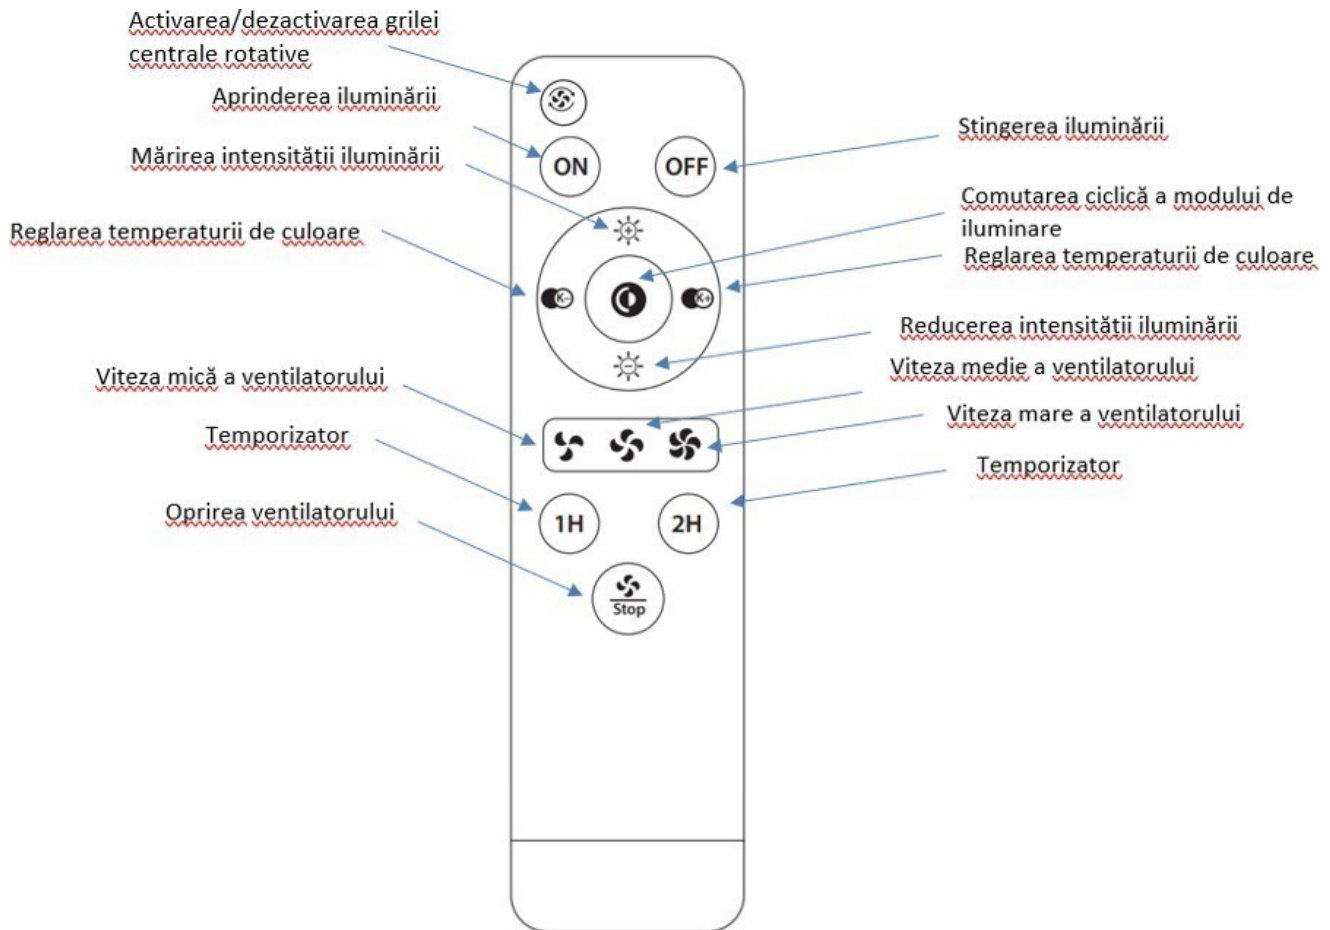 Activarea/dezactivarea grilei
centrale rotative
Aprinderea iluminării
Mărirea intensității iluminării
Reglarea temperaturii de culoare
Viteza mică a ventilatorului
Temporizator
Oprirea ventilatorului
ON
OFF
K-
K+
1H
2H
Stop
Stingerea iluminării
Comutarea ciclică a modului de
iluminare
Reglarea temperaturii de culoare
Reducerea intensității iluminării
Viteza medie a ventilatorului
Viteza mare a ventilatorului
Temporizator